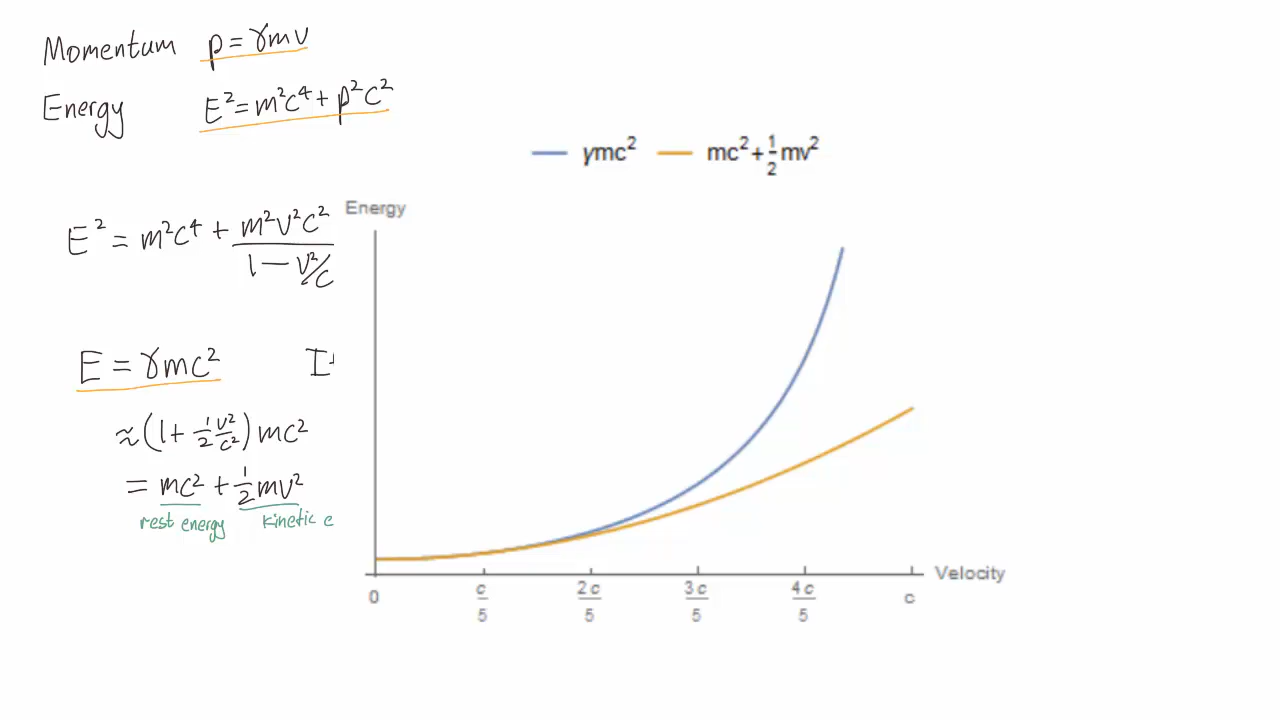 Momentum p = γmv
Energy E² = m²c⁴ + p²c²
γmc² mc²+½mv²
Energy
E² = m²c⁴ + m²v²c² / 1 − v²/c
E = γmc²
≈ (1 + ½ v²/c²) mc²
= mc² + ½mv²
rest energy kinetic e
0 c/5 2c/5 3c/5 4c/5 c
Velocity